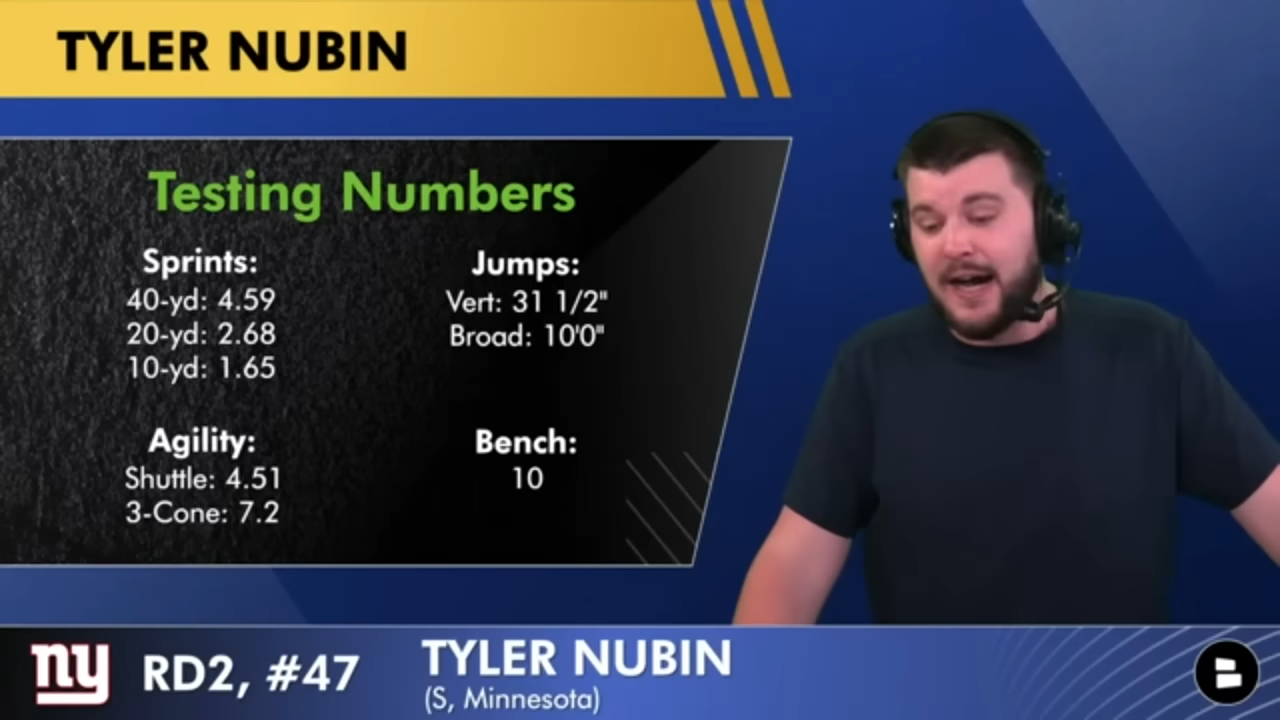 TYLER NUBIN
Testing Numbers
Sprints:
40-yd: 4.59
20-yd: 2.68
10-yd: 1.65
Jumps:
Vert: 31 1/2"
Broad: 10'0"
Agility:
Shuttle: 4.51
3-Cone: 7.2
Bench:
10
ny
RD2, #47
TYLER NUBIN
(S, Minnesota)